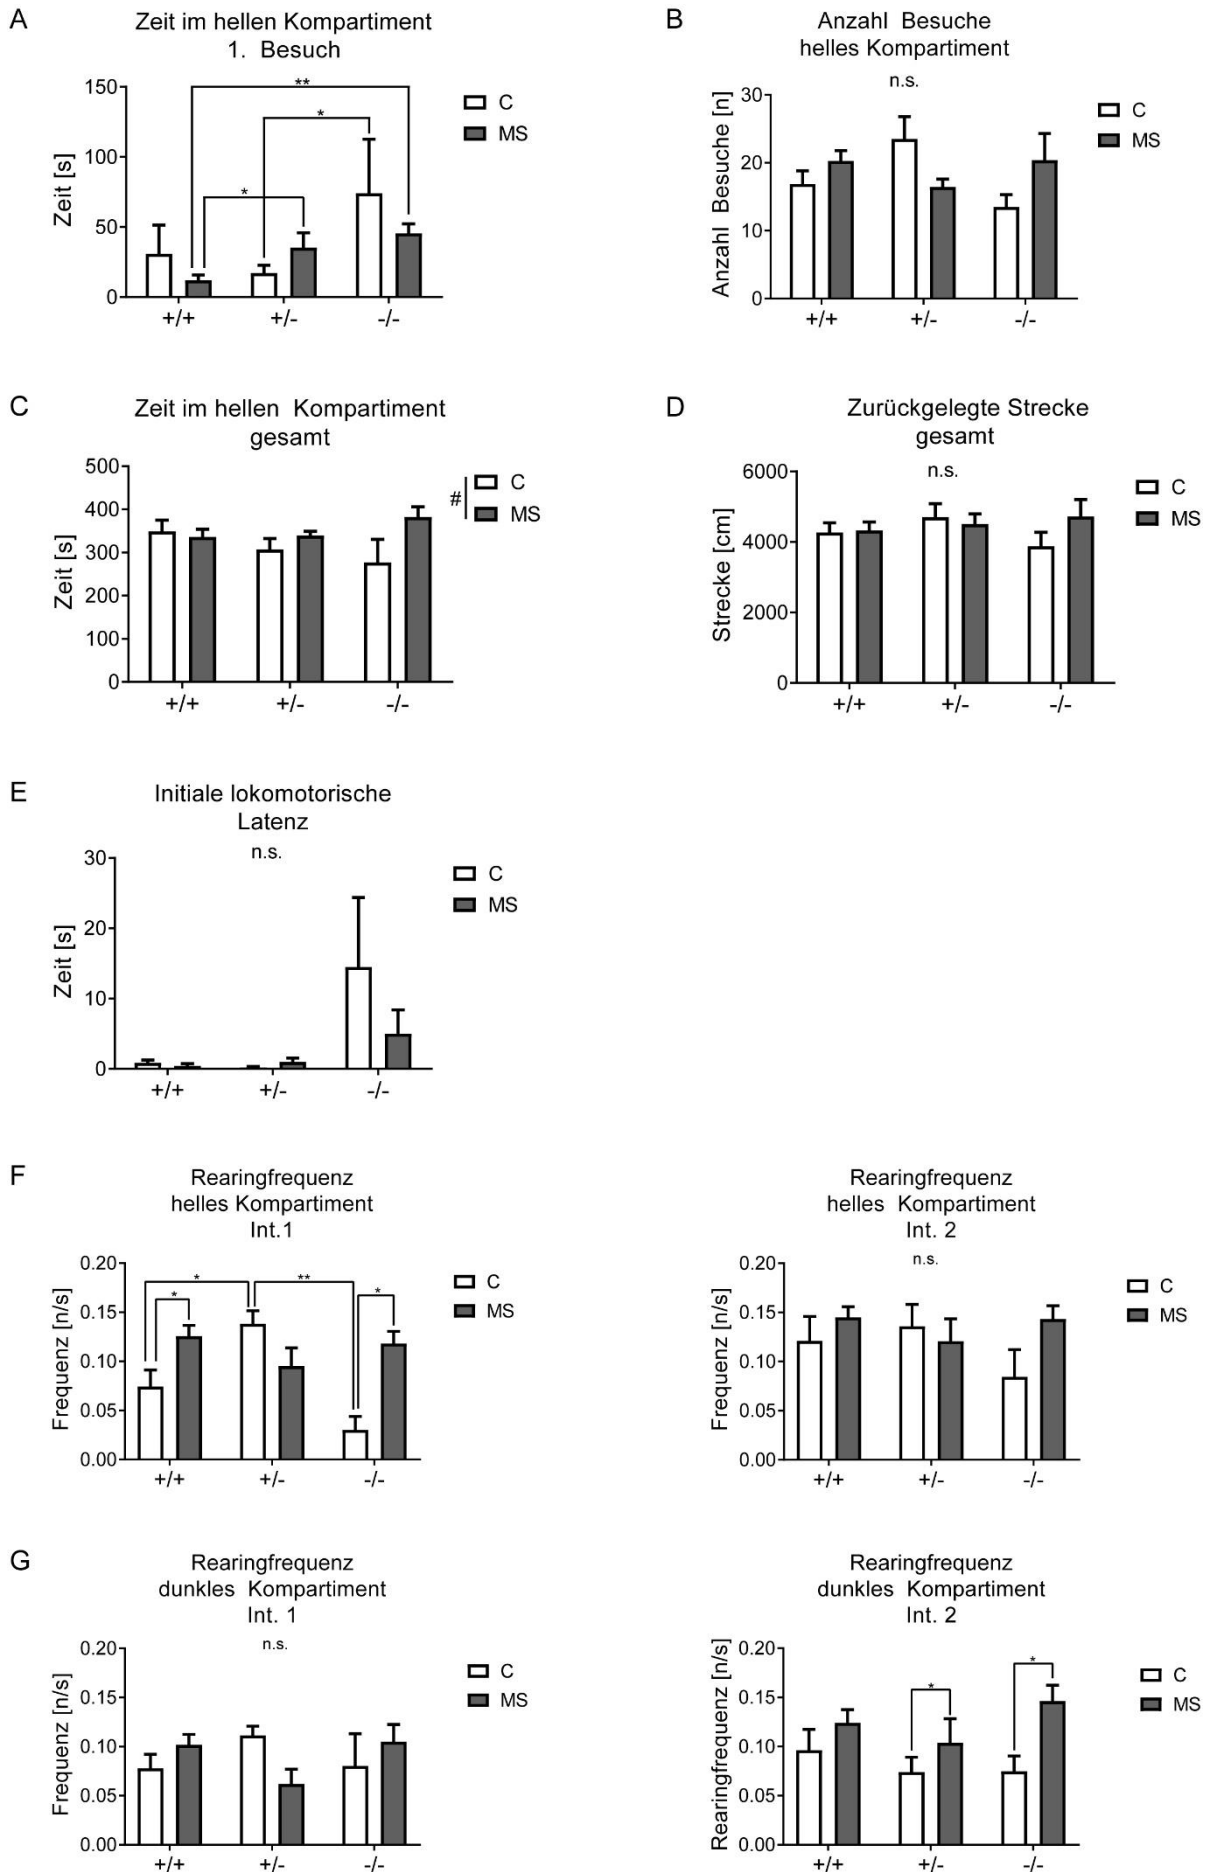 A
Zeit im hellen Kompartiment
1. Besuch
**
*
*
150
100
50
0
Zeit [s]
+/+
+/-
-/-
C
MS
B
Anzahl Besuche
helles Kompartiment
n.s.
30
20
10
0
Anzahl Besuche [n]
+/+
+/-
-/-
C
MS
C
Zeit im hellen Kompartiment
gesamt
500
400
300
200
100
0
Zeit [s]
+/+
+/-
-/-
#
C
MS
D
Zurückgelegte Strecke
gesamt
n.s.
6000
4000
2000
0
Strecke [cm]
+/+
+/-
-/-
C
MS
E
Initiale lokomotorische
Latenz
n.s.
30
20
10
0
Zeit [s]
+/+
+/-
-/-
C
MS
F
Rearingfrequenz
helles Kompartiment
Int.1
0.20
0.15
0.10
0.05
0.00
Frequenz [n/s]
*
*
**
*
+/+
+/-
-/-
C
MS
Rearingfrequenz
helles Kompartiment
Int. 2
n.s.
0.20
0.15
0.10
0.05
0.00
Frequenz [n/s]
+/+
+/-
-/-
C
MS
G
Rearingfrequenz
dunkles Kompartiment
Int. 1
n.s.
0.20
0.15
0.10
0.05
0.00
Frequenz [n/s]
+/+
+/-
-/-
C
MS
Rearingfrequenz
dunkles Kompartiment
Int. 2
0.20
0.15
0.10
0.05
0.00
Rearingfrequenz [n/s]
*
*
+/+
+/-
-/-
C
MS